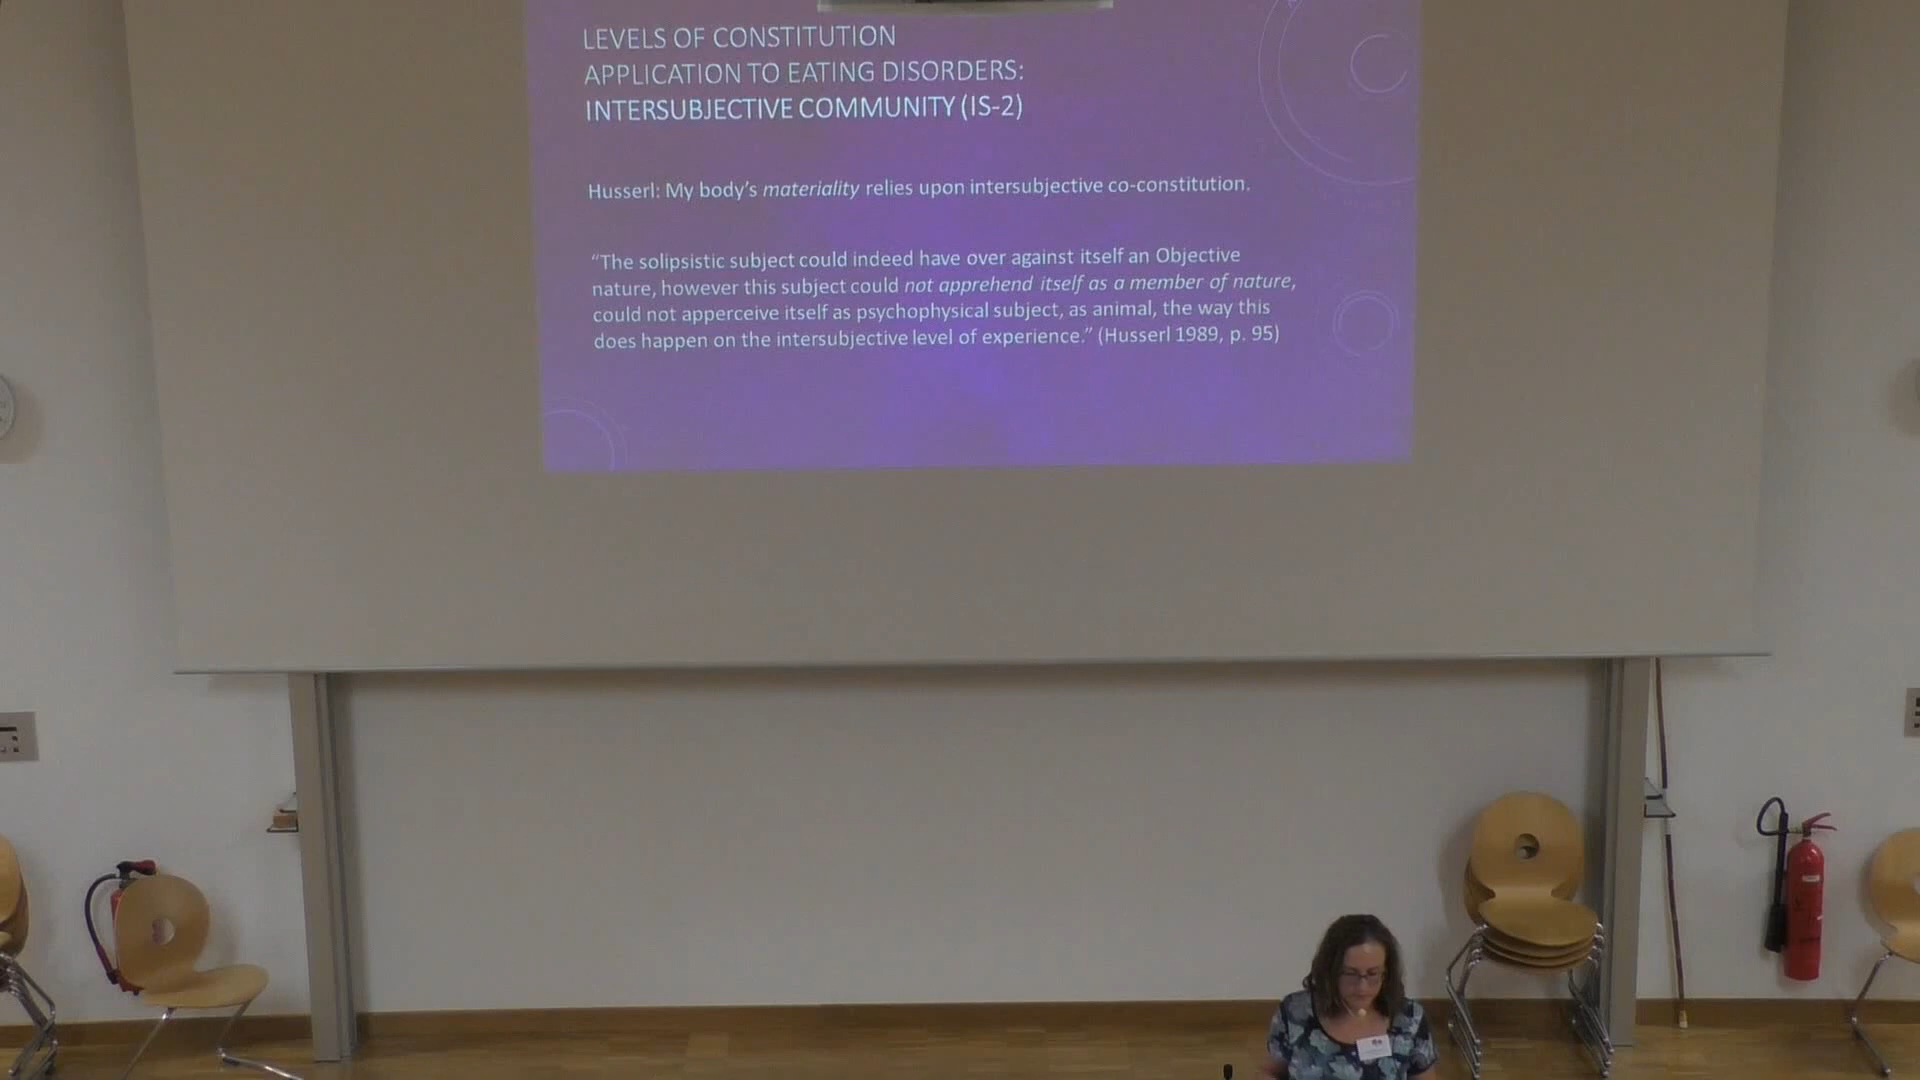 LEVELS OF CONSTITUTION
APPLICATION TO EATING DISORDERS:
INTERSUBJECTIVE COMMUNITY (IS-2)
Husserl: My body's materiality relies upon intersubjective co-constitution.
“The solipsistic subject could indeed have over against itself an Objective
nature, however this subject could not apprehend itself as a member of nature,
could not apperceive itself as psychophysical subject, as animal, the way this
does happen on the intersubjective level of experience.” (Husserl 1989, p. 95)